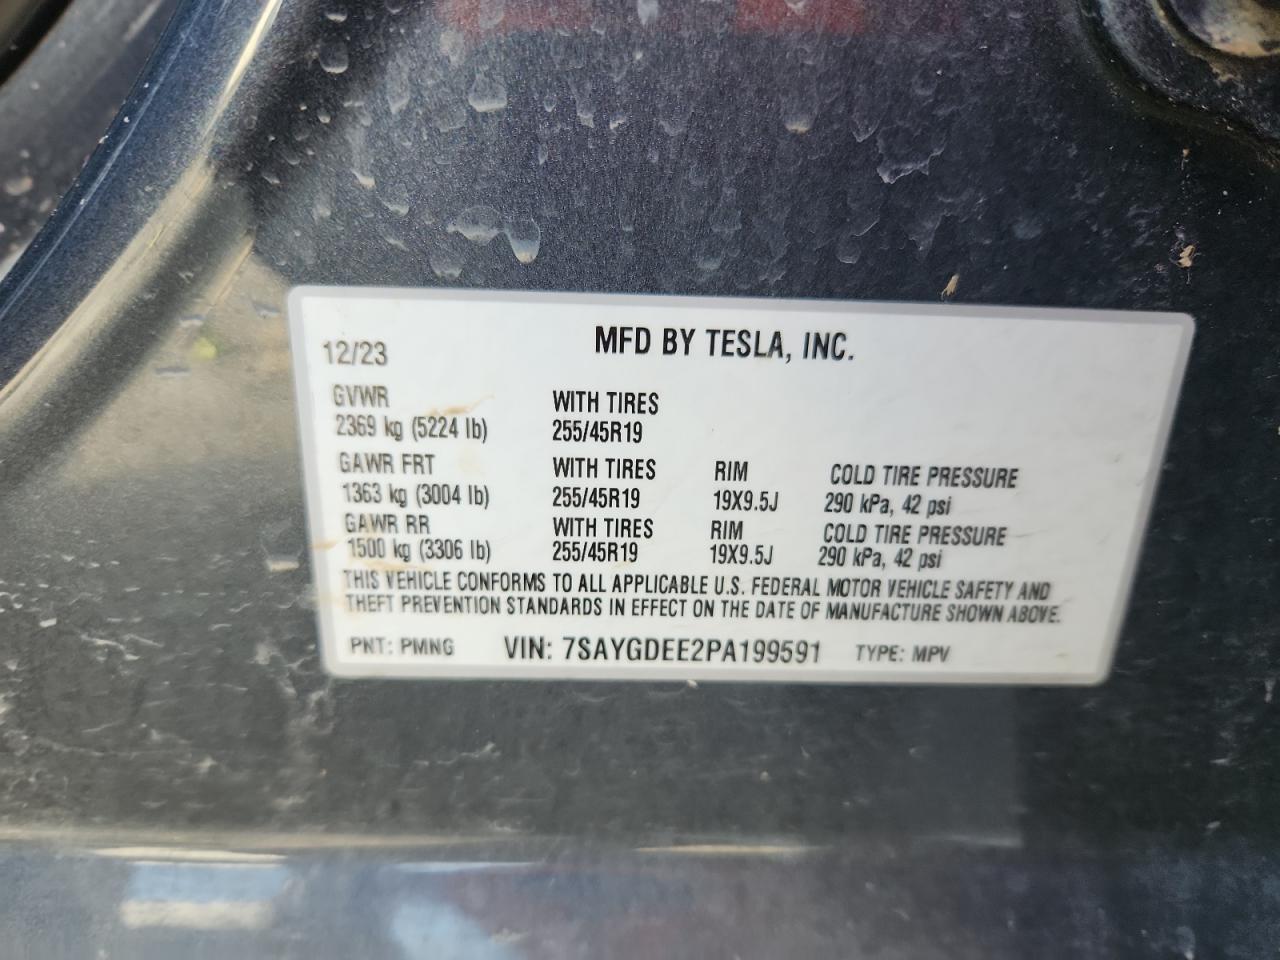 MFD BY TESLA, INC.
12/23
GVWR WITH TIRES
2369 kg (5224 lb) 255/45R19
GAWR FRT WITH TIRES RIM COLD TIRE PRESSURE
1363 kg (3004 lb) 255/45R19 19X9.5J 290 kPa, 42 psi
GAWR RR WITH TIRES RIM COLD TIRE PRESSURE
1500 kg (3306 lb) 255/45R19 19X9.5J 290 kPa, 42 psi
THIS VEHICLE CONFORMS TO ALL APPLICABLE U.S. FEDERAL MOTOR VEHICLE SAFETY AND
THEFT PREVENTION STANDARDS IN EFFECT ON THE DATE OF MANUFACTURE SHOWN ABOVE.
PNT: PMNG VIN: 7SAYGDEE2PA199591 TYPE: MPV